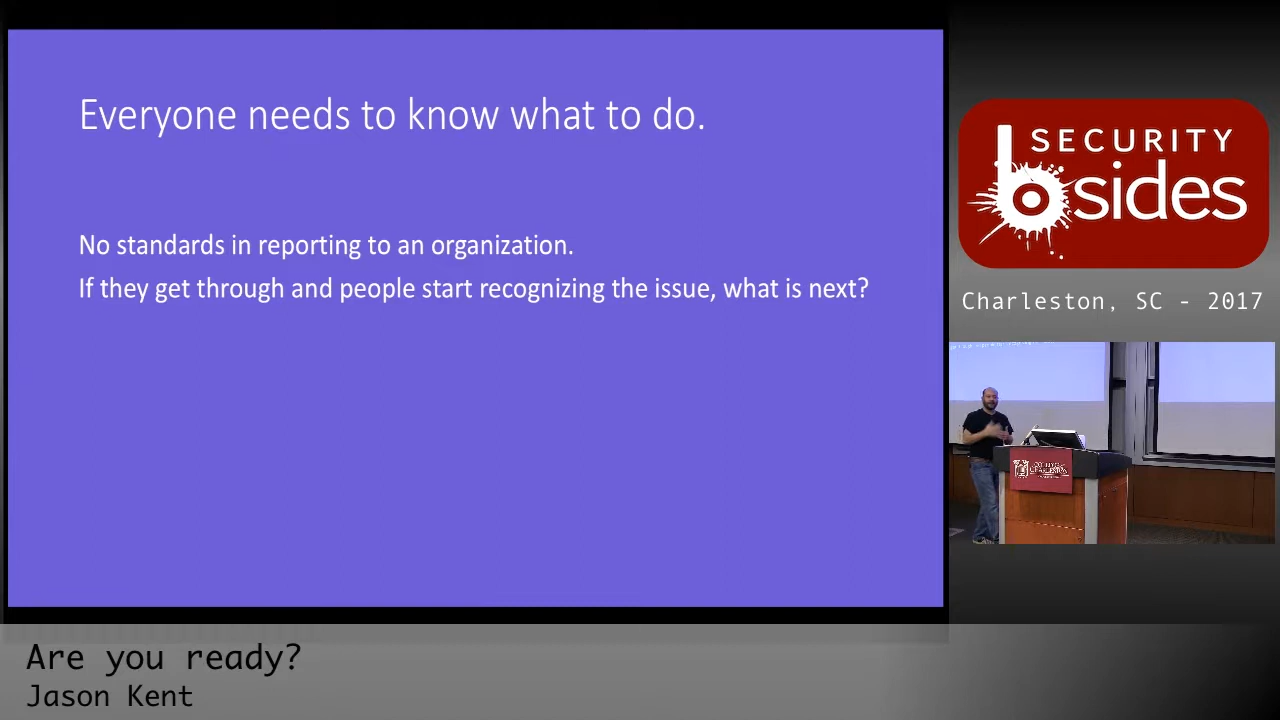 Everyone needs to know what to do.
No standards in reporting to an organization.
If they get through and people start recognizing the issue, what is next?
SECURITY
bsides
Charleston, SC - 2017
Are you ready?
Jason Kent